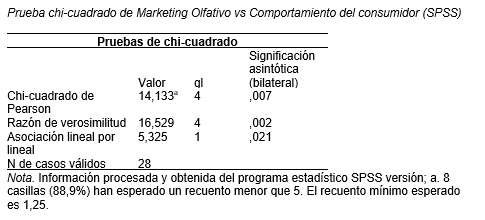 Prueba chi-cuadrado de Marketing Olfativo vs Comportamiento del consumidor (SPSS)
Pruebas de chi-cuadrado
Significación
asintótica
Valor gl (bilateral)
Chi-cuadrado de 14,133ª 4 ,007
Pearson
Razón de verosimilitud 16,529 4 ,002
Asociación lineal por 5,325 1 ,021
lineal
N de casos válidos 28
Nota. Información procesada y obtenida del programa estadístico SPSS versión; a. 8
casillas (88,9%) han esperado un recuento menor que 5. El recuento mínimo esperado
es 1,25.